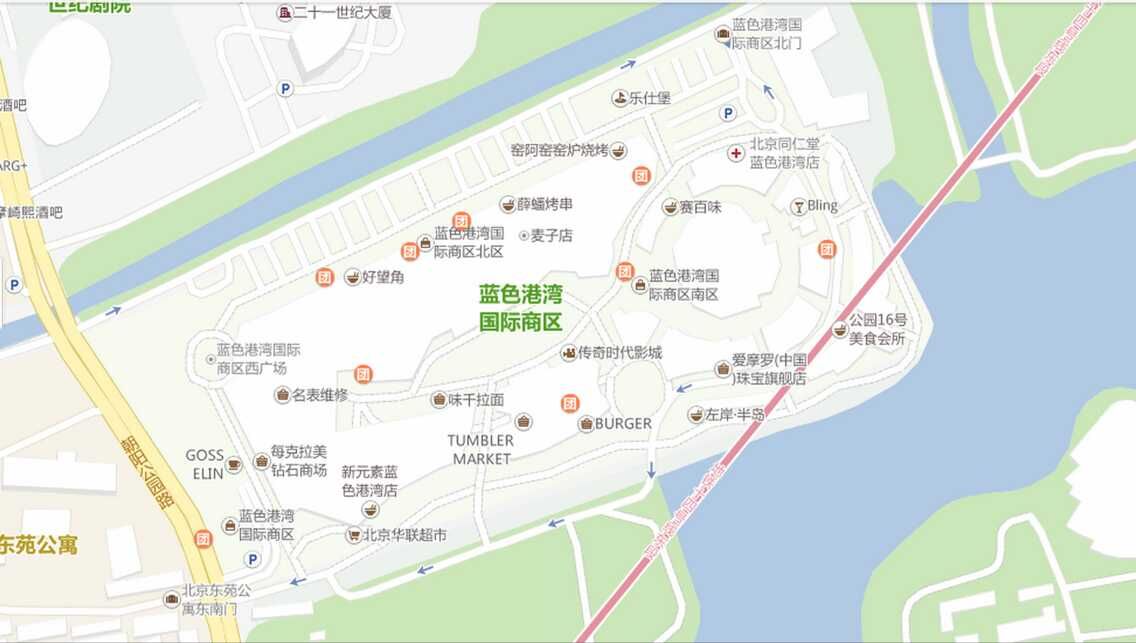 世纪剧院
二十一世纪大厦
蓝色港湾国
际商区北门
P
乐仕堡
酒吧
P
窑阿窑窑炉烧烤
北京同仁堂
蓝色港湾店
ARG+
团
薛蟠烤串
赛百味
Bling
摩崎熙酒吧
团
蓝色港湾国
际商区北区
麦子店
团
团
团
好望角
团
蓝色港湾国
际商区南区
P
蓝色港湾
国际商区
公园16号
美食会所
蓝色港湾国际
商区西广场
传奇时代影城
爱摩罗(中国
)珠宝旗舰店
团
名表维修
味千拉面
团
BURGER
左岸·半岛
TUMBLER
MARKET
朝阳公园路
GOSS
ELIN
每克拉美
钻石商场
新元素蓝
色港湾店
蓝色港湾
国际商区
北京华联超市
团
东苑公寓
P
北京东苑公
寓东南门